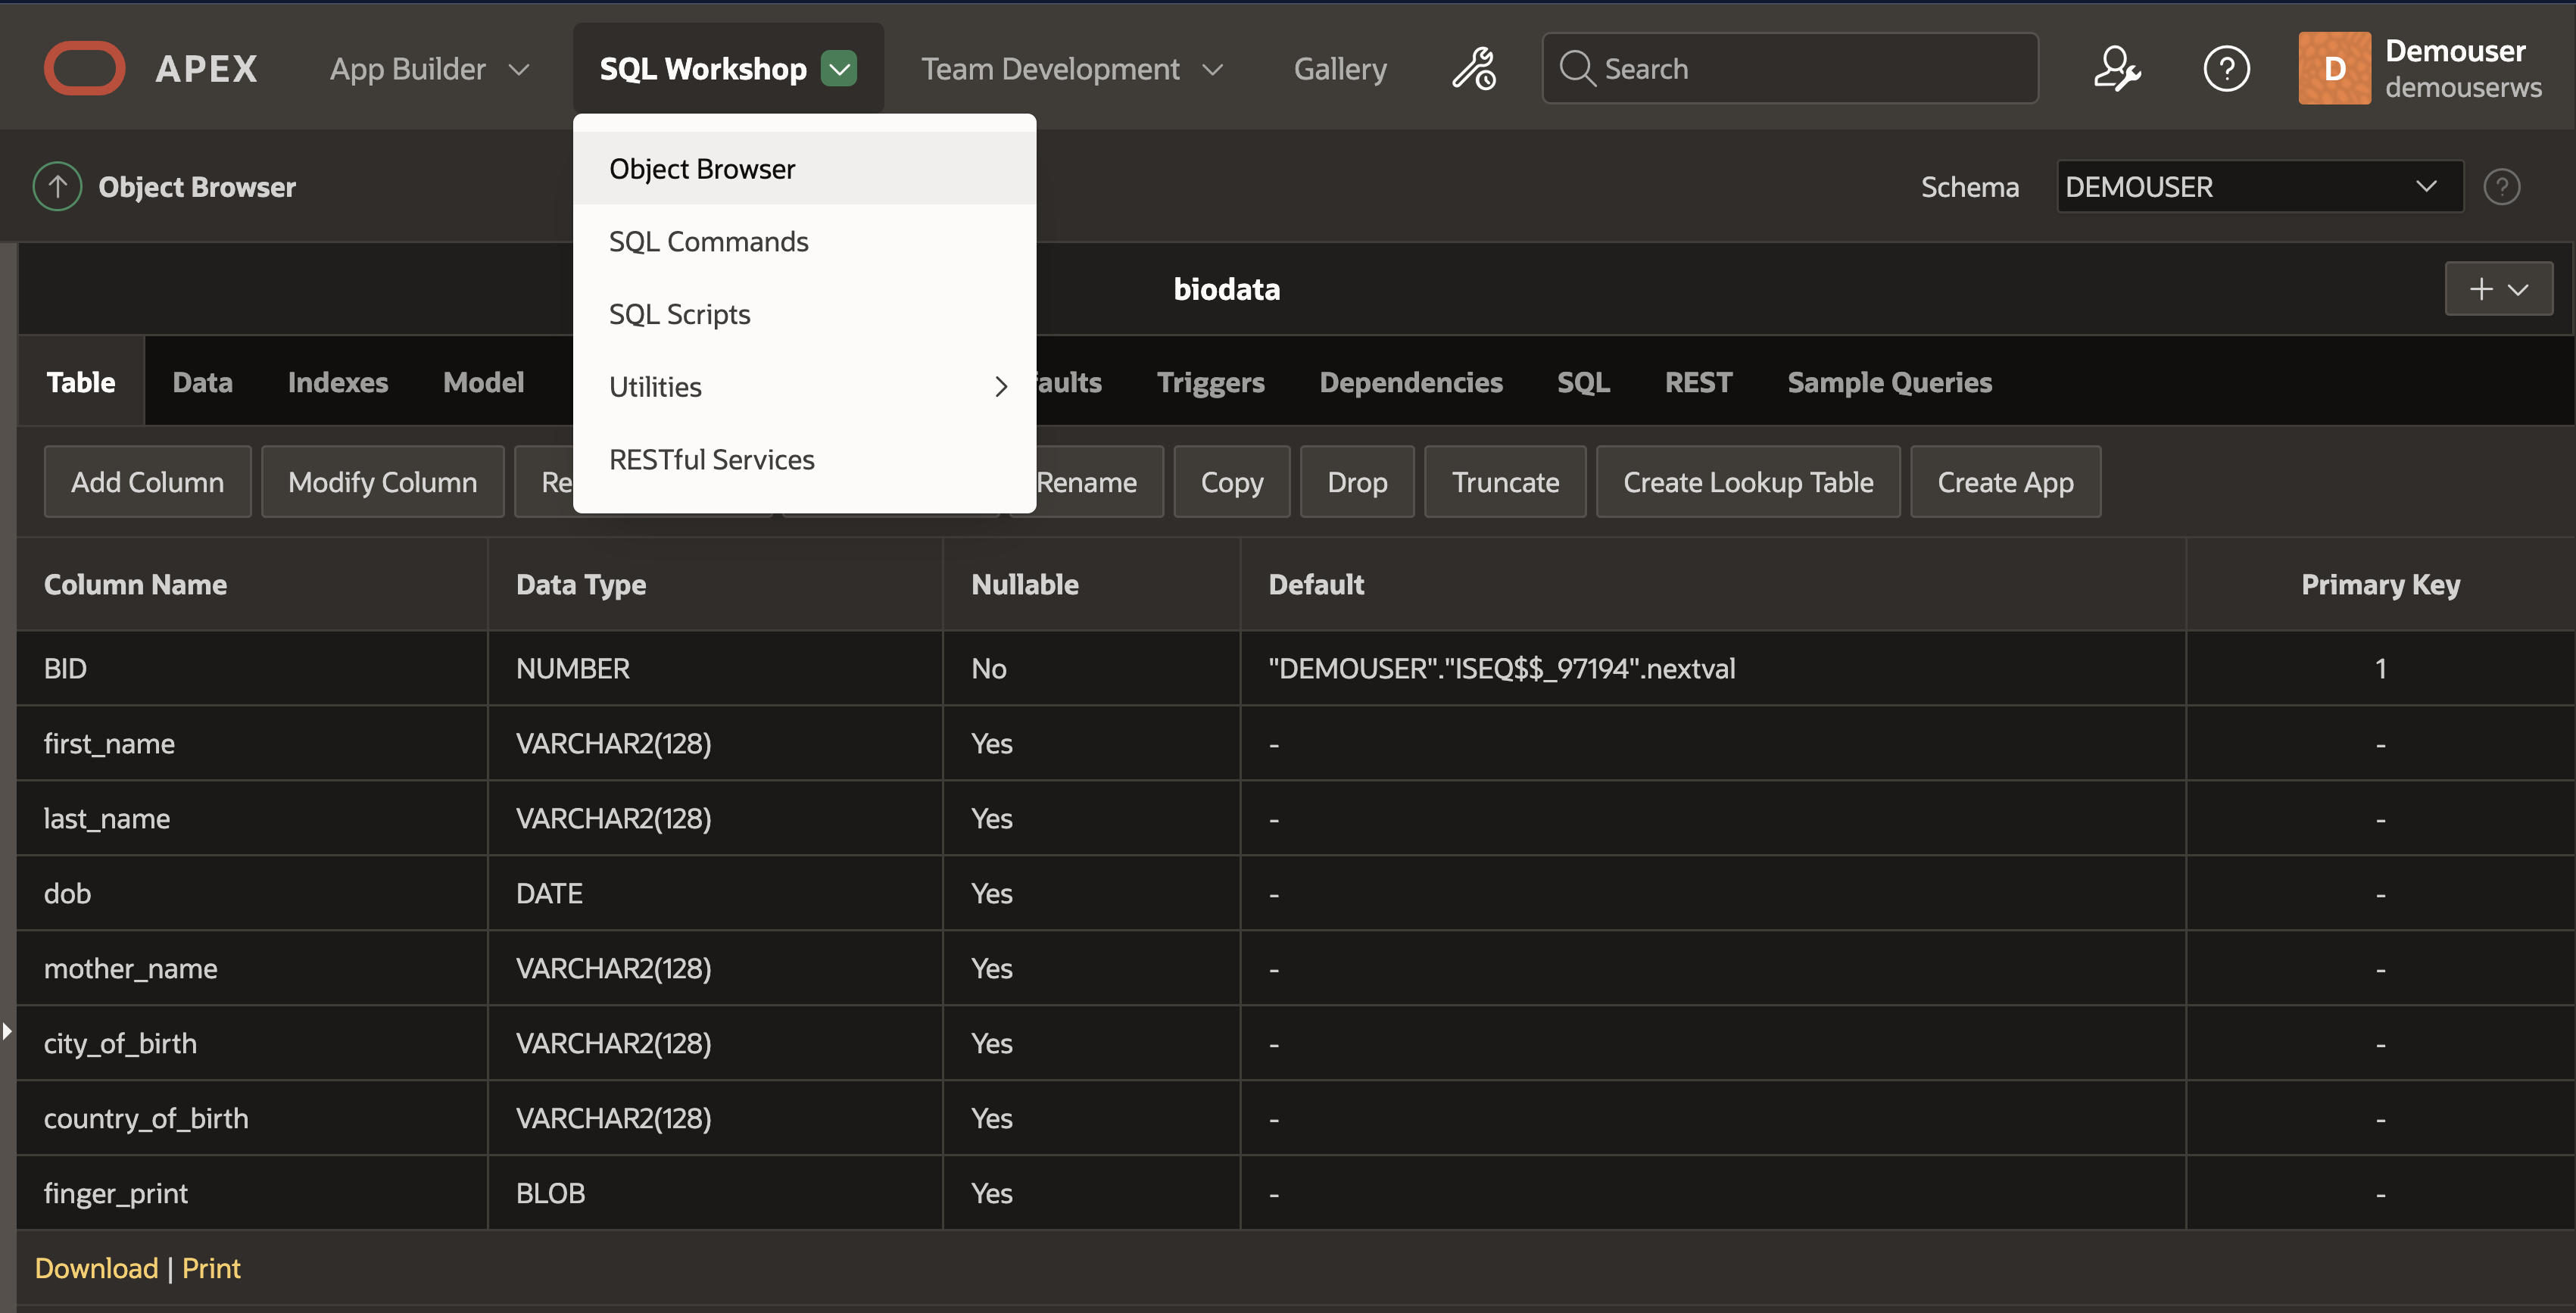 APEX App Builder SQL Workshop Team Development Gallery Search Demouser
demouserws
D
Object Browser
SQL Commands
SQL Scripts
Utilities
RESTful Services
Object Browser Schema DEMOUSER
biodata
Table Data Indexes Model Triggers Dependencies SQL REST Sample Queries
Add Column Modify Column Rename Copy Drop Truncate Create Lookup Table Create App
Column Name Data Type Nullable Default Primary Key
BID NUMBER No "DEMOUSER"."ISEQ$$_97194".nextval 1
first_name VARCHAR2(128) Yes - -
last_name VARCHAR2(128) Yes - -
dob DATE Yes - -
mother_name VARCHAR2(128) Yes - -
city_of_birth VARCHAR2(128) Yes - -
country_of_birth VARCHAR2(128) Yes - -
finger_print BLOB Yes - -
Download | Print